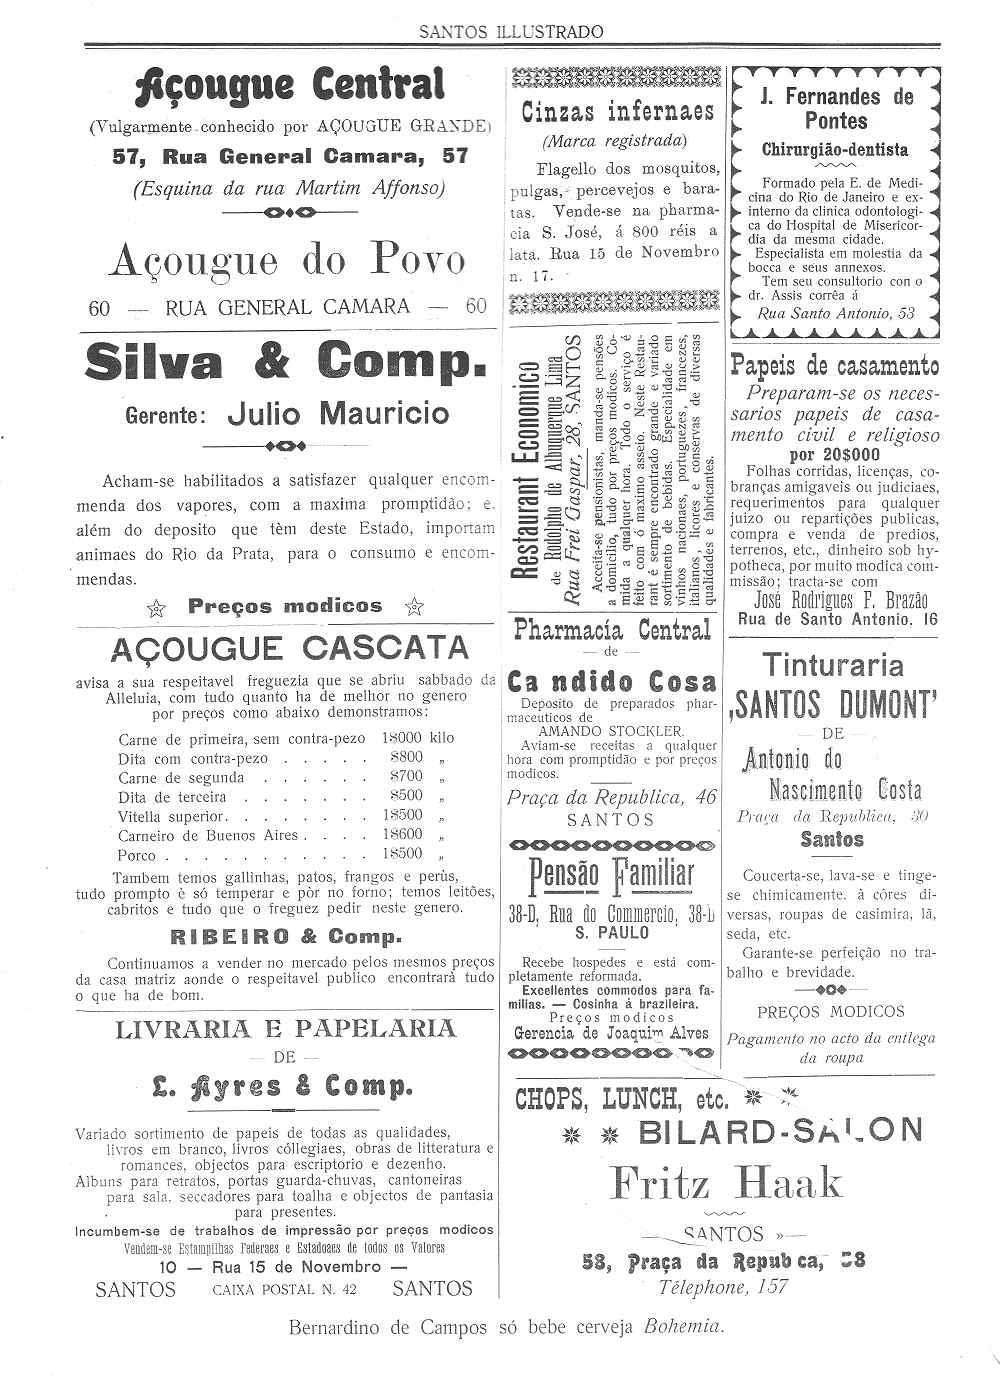 SANTOS ILLUSTRADO
Açougue Central
(Vulgarmente conhecido por AÇOUGUE GRANDE)
57, Rua General Camara, 57
(Esquina da rua Martim Affonso)
Açougue do Povo
60 — RUA GENERAL CAMARA — 60
Silva & Comp.
Gerente: Julio Mauricio
Acham-se habilitados a satisfazer qualquer encom-
menda dos vapores, com a maxima promptidão; e.
além do deposito que têm deste Estado, importam
animaes do Rio da Prata, para o consumo e encom-
mendas.
Preços modicos
AÇOUGUE CASCATA
avisa a sua respeitavel freguezia que se abriu sabbado da
Alleluia, com tudo quanto ha de melhor no genero
por preços como abaixo demonstramos:
Carne de primeira, sem contra-pezo 1$000 kilo
Dita com contra-pezo . . . . . $800 „
Carne de segunda . . . . . . $700 „
Dita de terceira . . . . . . . $500 „
Vitella superior. . . . . . . . 1$500 „
Carneiro de Buenos Aires . . . . 1$600 „
Porco . . . . . . . . . . . 1$500 „
Tambem temos gallinhas, patos, frangos e perùs,
tudo prompto è só temperar e pôr no forno; temos leitões,
cabritos e tudo que o freguez pedir neste genero.
RIBEIRO & Comp.
Continuamos a vender no mercado pelos mesmos preços
da casa matriz aonde o respeitavel publico encontrará tudo
o que ha de bom.
LIVRARIA E PAPELARIA
— DE —
L. Ayres & Comp.
Variado sortimento de papeis de todas as qualidades,
livros em branco, livros cóllegiaes, obras de litteratura e
romances, objectos para escriptorio e dezenho.
Albuns para retratos, portas guarda-chuvas, cantoneiras
para sala, seccadores para toalha e objectos de pantasia
para presentes.
Incumbem-se de trabalhos de impressão por preços modicos
Vendem-se Estampilhas Federaes e Estadoaes de todos os Valores
10 — Rua 15 de Novembro —
SANTOS CAIXA POSTAL N. 42 SANTOS
Cinzas infernaes
(Marca registrada)
Flagello dos mosquitos,
pulgas, percevejos e bara-
tas. Vende-se na pharma-
cia S. José, á 800 réis a
lata. Rua 15 de Novembro
n. 17.
Restaurant Economico
de Rodolpho de Albuquerque Lima
Rua Frei Gaspar, 28, SANTOS
Acceita-se pensionistas, manda-se pensões
a domicilio, tudo por preços modicos. Co-
mida a qualquer hora. Todo o serviço é
feito com ó maximo asseio. Neste Restau-
rant é sempre encontrado grande e variado
sortimento de bebidas. Especialidade em
vinhos nacionaes, portuguezes, francezes,
italianos, licores e conservas de diversas
qualidades e fabricantes.
Pharmacia Central
— de —
Candido Cosa
Deposito de preparados phar-
maceuticos de
AMANDO STOCKLER.
Aviam-se receitas a qualquer
hora com promptidão e por preços
modicos.
Praça da Republica, 46
SANTOS
Pensão Familiar
38-D, Rua do Commercio, 38-D
S. PAULO
Recebe hospedes e está com-
pletamente reformada.
Excellentes commodos para fa-
milias. — Cosinha á brazileira.
Preços modicos
Gerencia de Joaquim Alves
J. Fernandes de
Pontes
Chirurgião-dentista
Formado pela E. de Medi-
cina do Rio de Janeiro e ex-
interno da clinica odontologi-
ca do Hospital de Misericor-
dia da mesma cidade.
Especialista em molestia da
bocca e seus annexos.
Tem seu consultorio con o
dr. Assis corrêa á
Rua Santo Antonio, 53
Papeis de casamento
Preparam-se os neces-
sarios papeis de casa-
mento civil e religioso
por 20$000
Folhas corridas, licenças, co-
branças amigaveis ou judiciaes,
requerimentos para qualquer
juizo ou repartições publicas,
compra e venda de predios,
terrenos, etc., dinheiro sob hy-
potheca, por muito modica com-
missão; tracta-se com
José Rodrigues F. Brazão
Rua de Santo Antonio, 16
Tinturaria
‚SANTOS DUMONT'
DE
Antonio do
Nascimento Costa
Praça da Republica, 30
Santos
Coucerta-se, lava-se e tinge-
se chimicamente. à côres di-
versas, roupas de casimira, lã,
seda, etc.
Garante-se perfeição no tra-
balho e brevidade.
PREÇOS MODICOS
Pagamento no acto da entlega
da roupa
CHOPS, LUNCH, etc.
BILARD-SALON
Fritz Haak
— SANTOS »—
58, Praça da Republica, 58
Télephone, 157
Bernardino de Campos só bebe cerveja Bohemia.